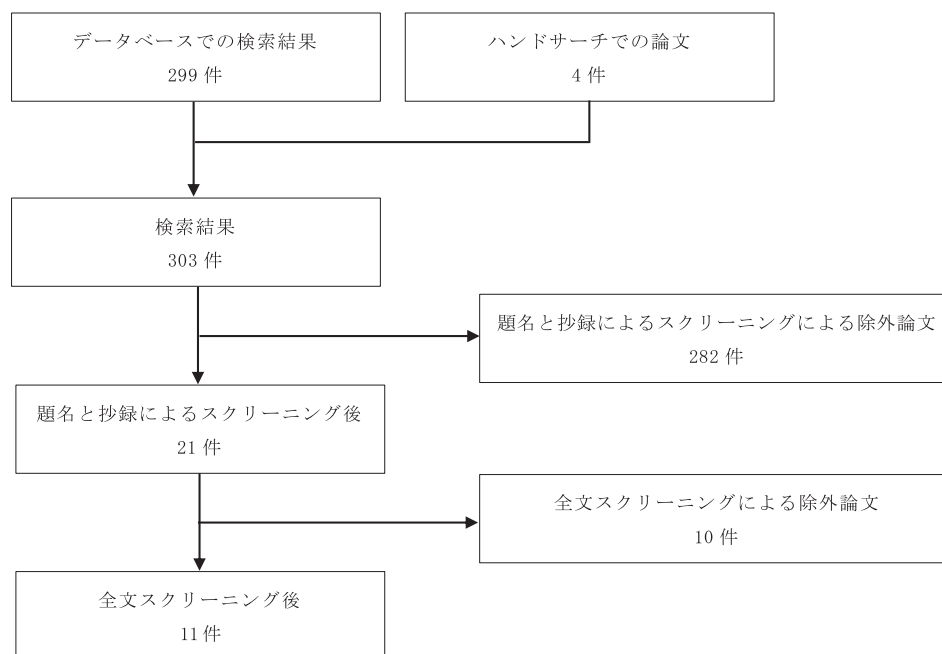 データベースでの検索結果
299 件
ハンドサーチでの論文
4 件
検索結果
303 件
題名と抄録によるスクリーニングによる除外論文
282 件
題名と抄録によるスクリーニング後
21 件
全文スクリーニングによる除外論文
10 件
全文スクリーニング後
11 件